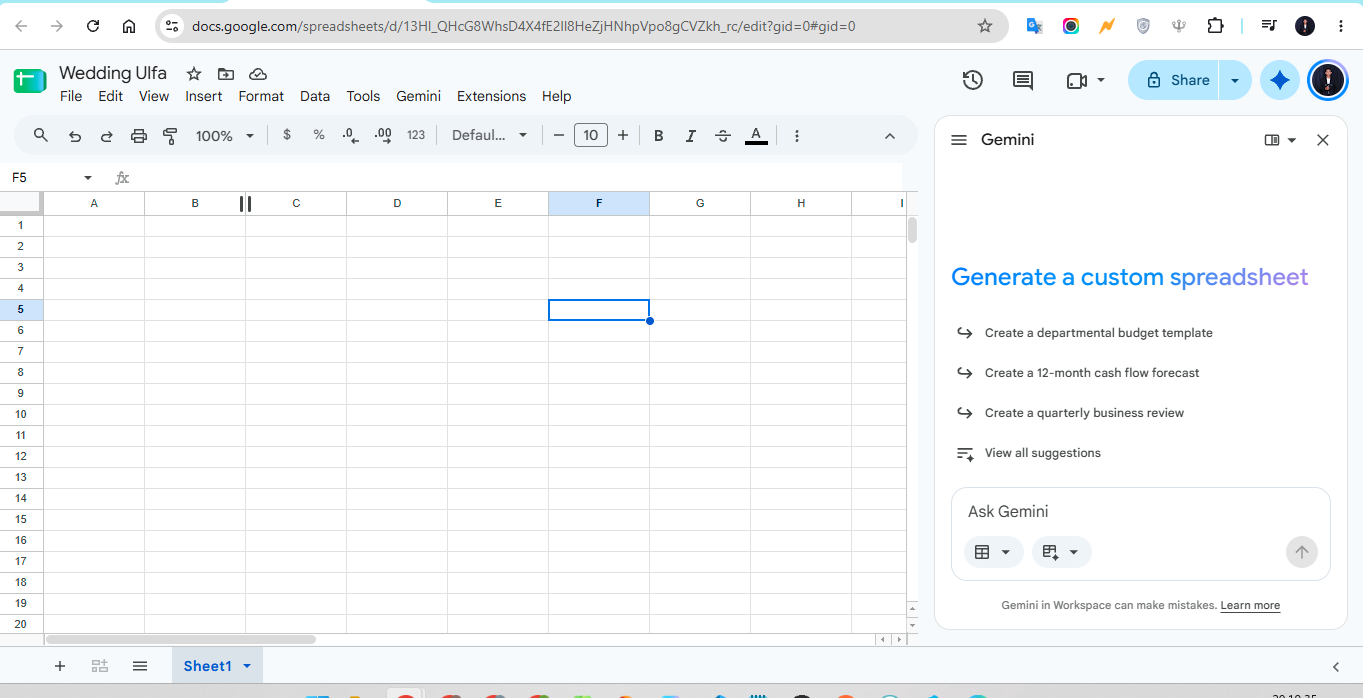 docs.google.com/spreadsheets/d/13HI_QHcG8WhsD4X4fE2lI8HeZjHNhpVpo8gCVZkh_rc/edit?gid=0#gid=0
Wedding Ulfa
File Edit View Insert Format Data Tools Gemini Extensions Help
Share
100% $ % .0 .00 123 Defaul... 10 B I A
F5 fx
A B C D E F G H I
1
2
3
4
5
6
7
8
9
10
11
12
13
14
15
16
17
18
19
20
Sheet1
Gemini
Generate a custom spreadsheet
Create a departmental budget template
Create a 12-month cash flow forecast
Create a quarterly business review
View all suggestions
Ask Gemini
Gemini in Workspace can make mistakes. Learn more